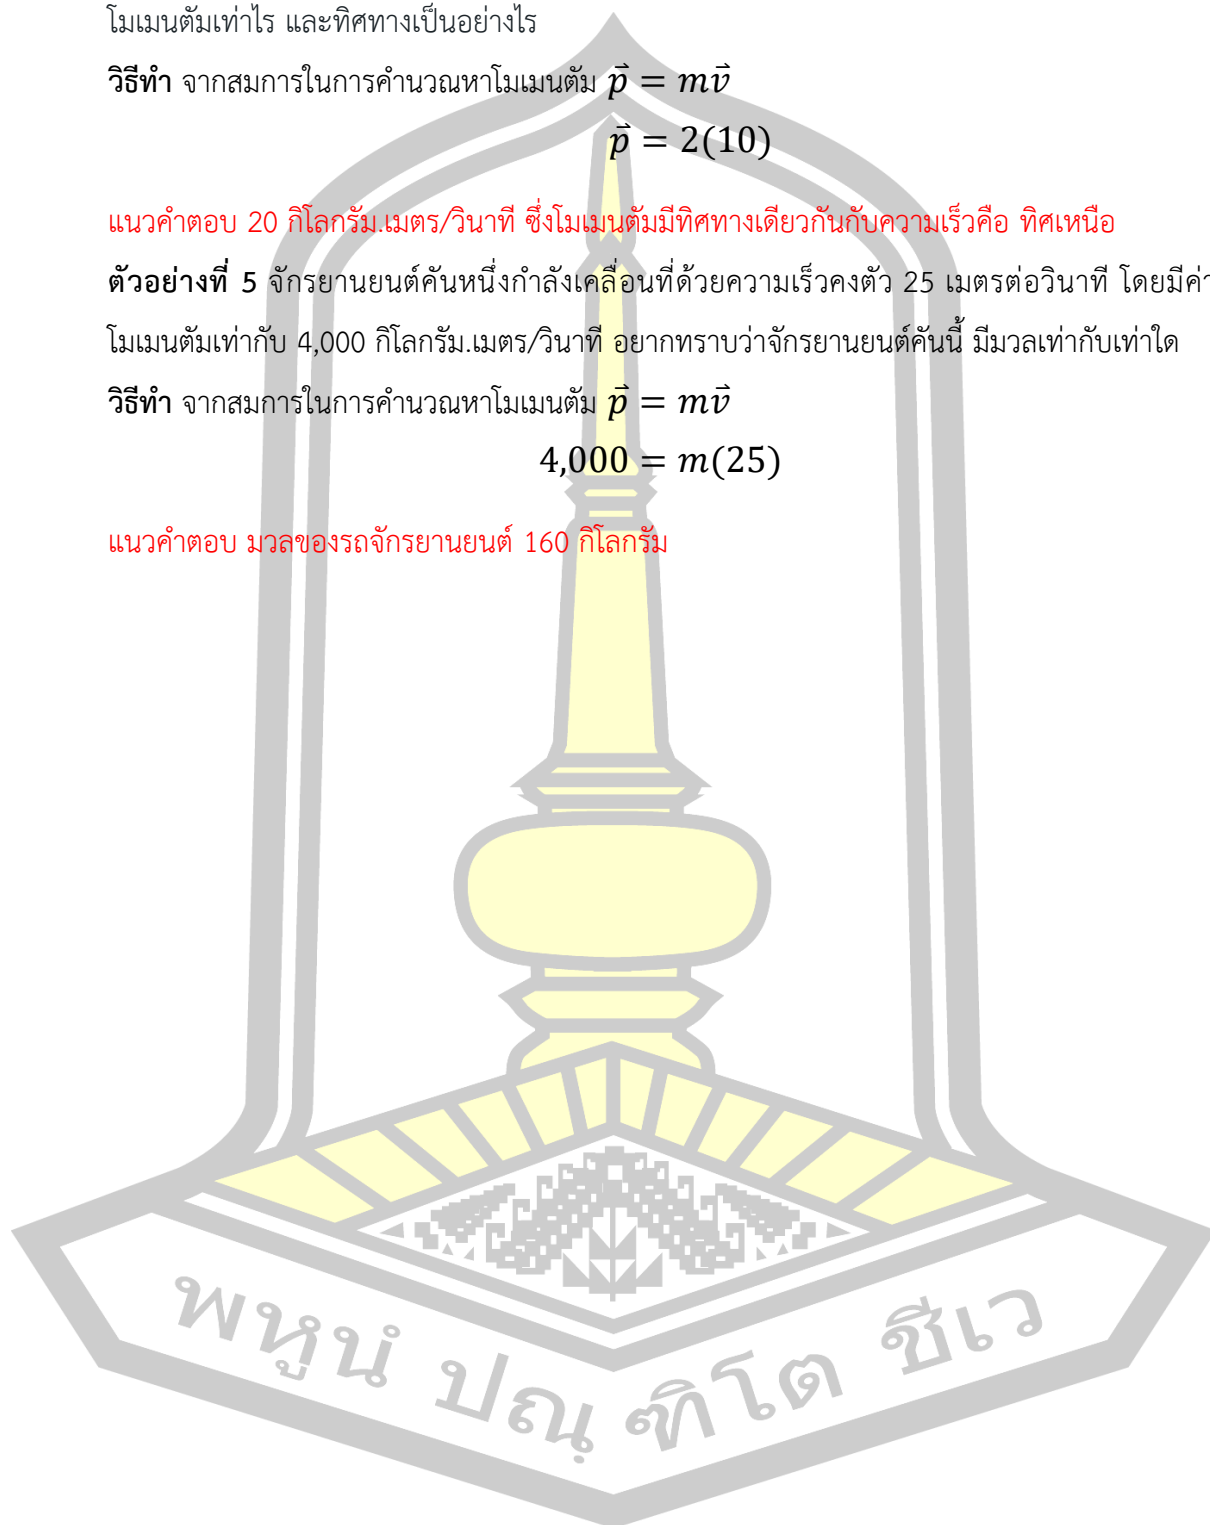 โมเมนตัมเท่าไร และทิศทางเป็นอย่างไร
วิธีทำ จากสมการในการคำนวณหาโมเมนตัม p⃗ = mv⃗
p⃗ = 2(10)
แนวคำตอบ 20 กิโลกรัม.เมตร/วินาที ซึ่งโมเมนตัมมีทิศทางเดียวกันกับความเร็วคือ ทิศเหนือ
ตัวอย่างที่ 5 จักรยานยนต์คันหนึ่งกำลังเคลื่อนที่ด้วยความเร็วคงตัว 25 เมตรต่อวินาที โดยมีค่า
โมเมนตัมเท่ากับ 4,000 กิโลกรัม.เมตร/วินาที อยากทราบว่าจักรยานยนต์คันนี้ มีมวลเท่ากับเท่าใด
วิธีทำ จากสมการในการคำนวณหาโมเมนตัม p⃗ = mv⃗
4,000 = m(25)
แนวคำตอบ มวลของรถจักรยานยนต์ 160 กิโลกรัม
พหูนํ ปณฺฑิโต ชีเว